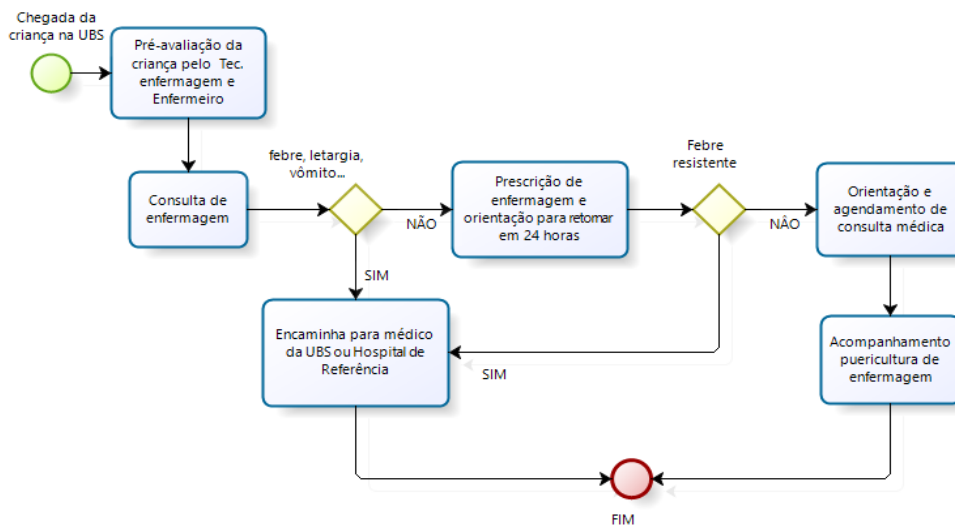 Chegada da
criança na UBS
Pré-avaliação da
criança pelo Tec.
enfermagem e
Enfermeiro
Consulta de
enfermagem
febre, letargia,
vômito...
NÃO
SIM
Prescrição de
enfermagem e
orientação para retornar
em 24 horas
Febre
resistente
NÃO
SIM
Orientação e
agendamento de
consulta médica
Encaminha para médico
da UBS ou Hospital de
Referência
Acompanhamento
puericultura de
enfermagem
FIM